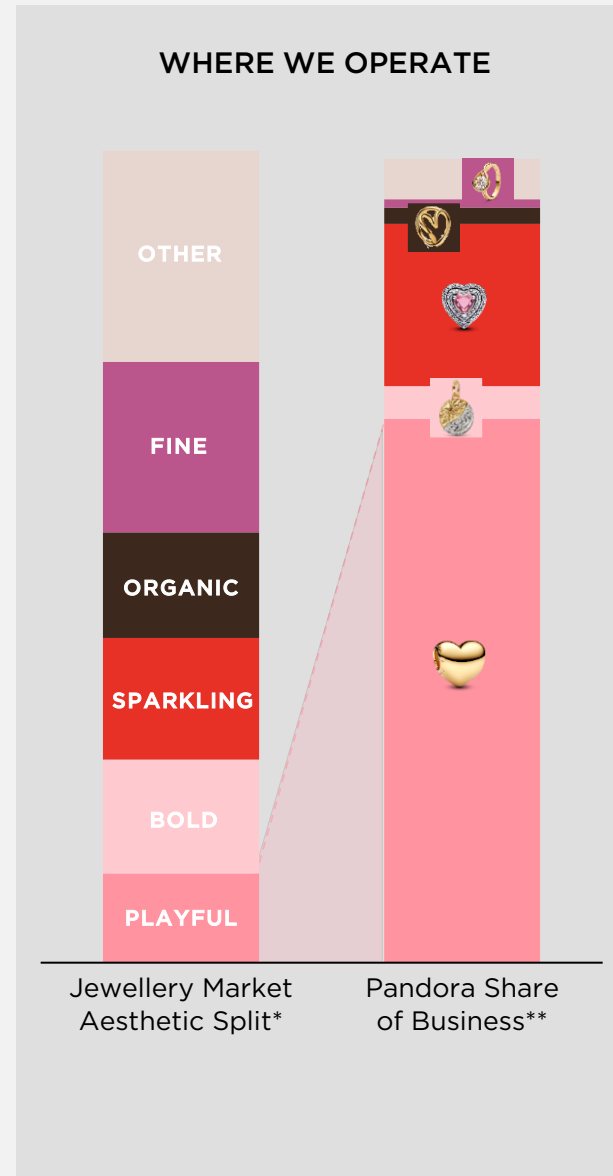 WHERE WE OPERATE
OTHER
FINE
ORGANIC
SPARKLING
BOLD
PLAYFUL
Jewellery Market
Aesthetic Split*
Pandora Share
of Business**